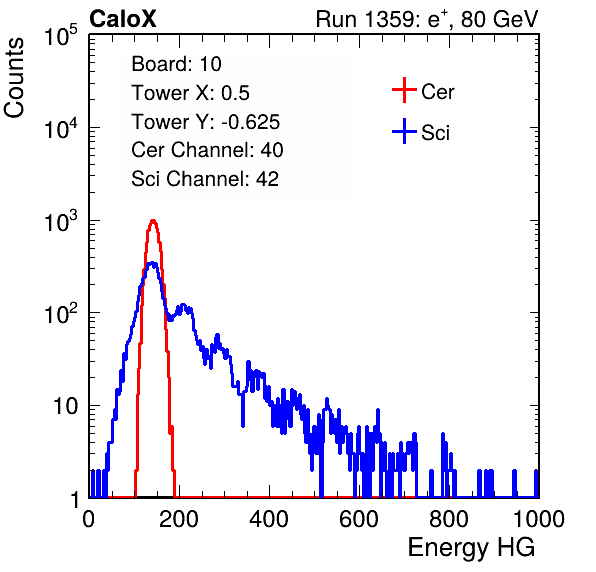 CaloX Run 1359: e⁺, 80 GeV
Counts
10⁵
10⁴
10³
10²
10
1
Board: 10
Tower X: 0.5
Tower Y: -0.625
Cer Channel: 40
Sci Channel: 42
Cer
Sci
0 200 400 600 800 1000
Energy HG